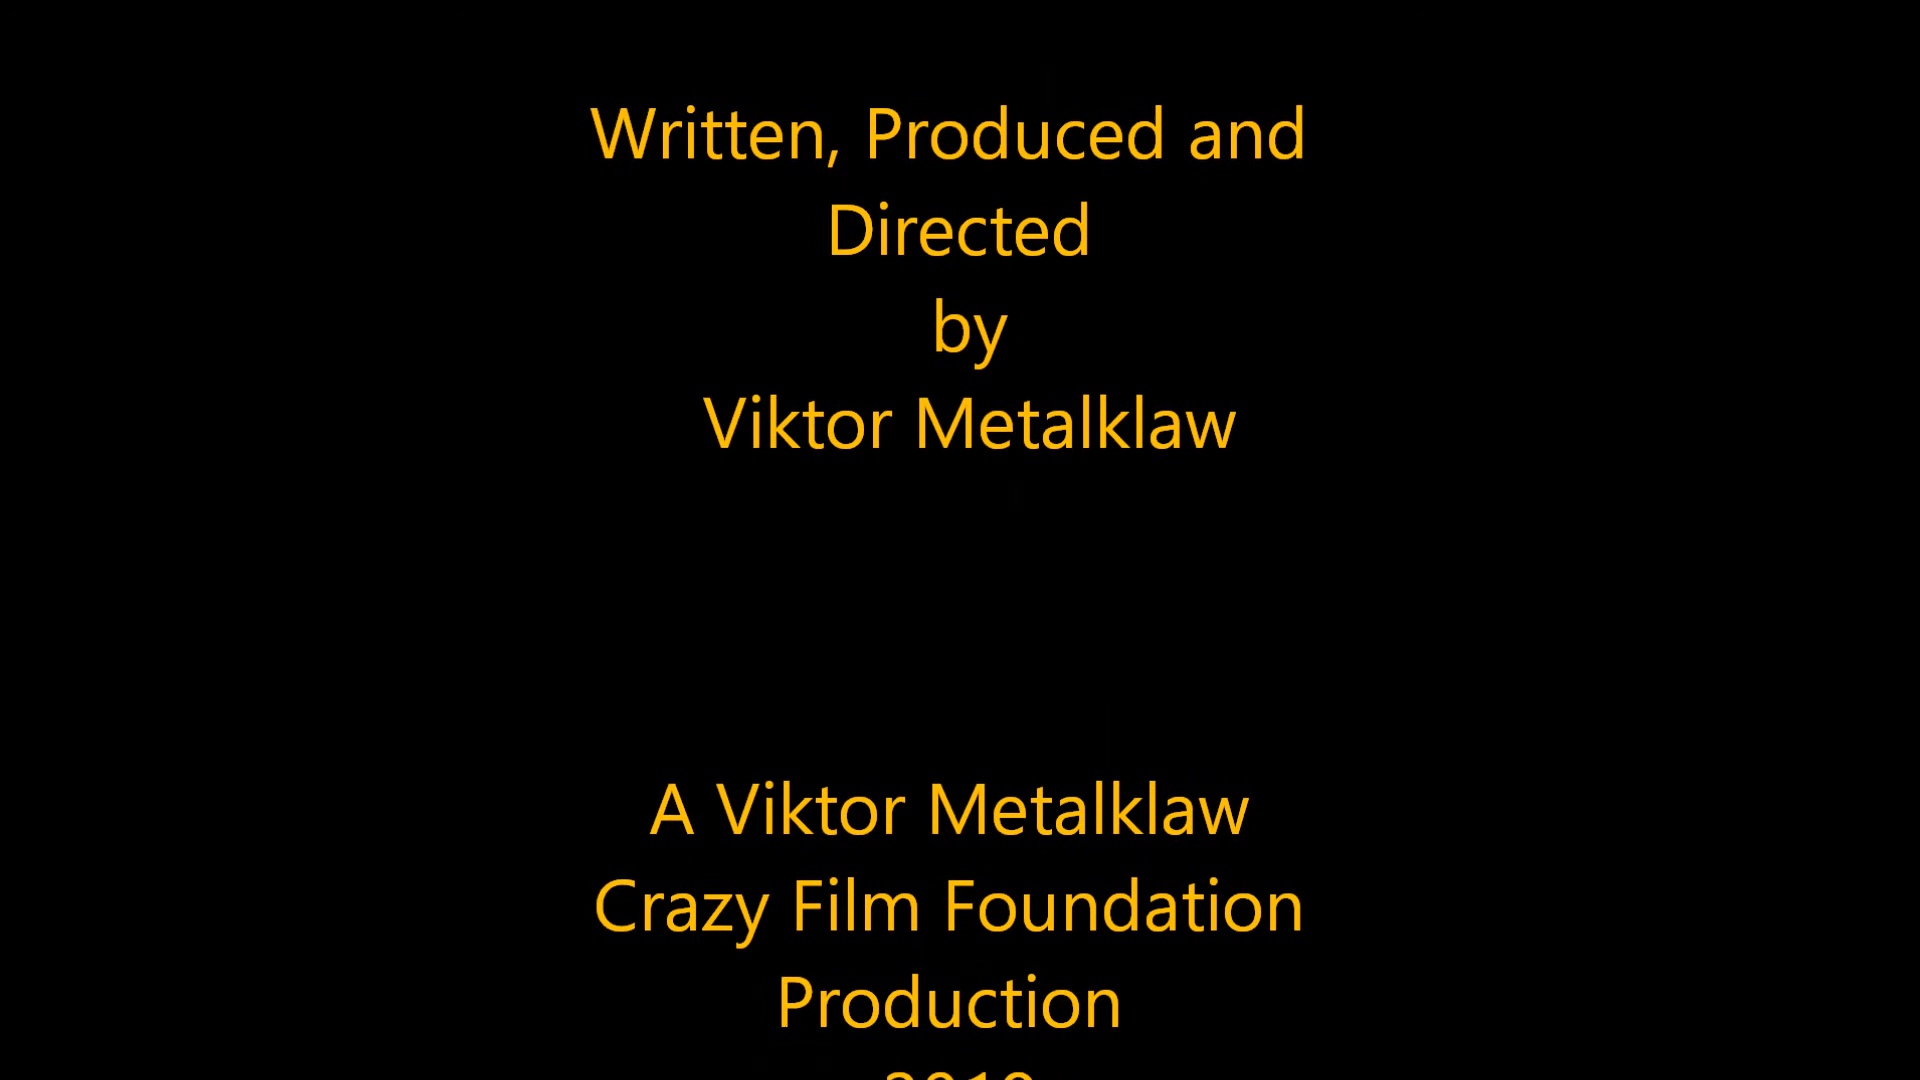 Written, Produced and
Directed
by
Viktor Metalklaw
A Viktor Metalklaw
Crazy Film Foundation
Production